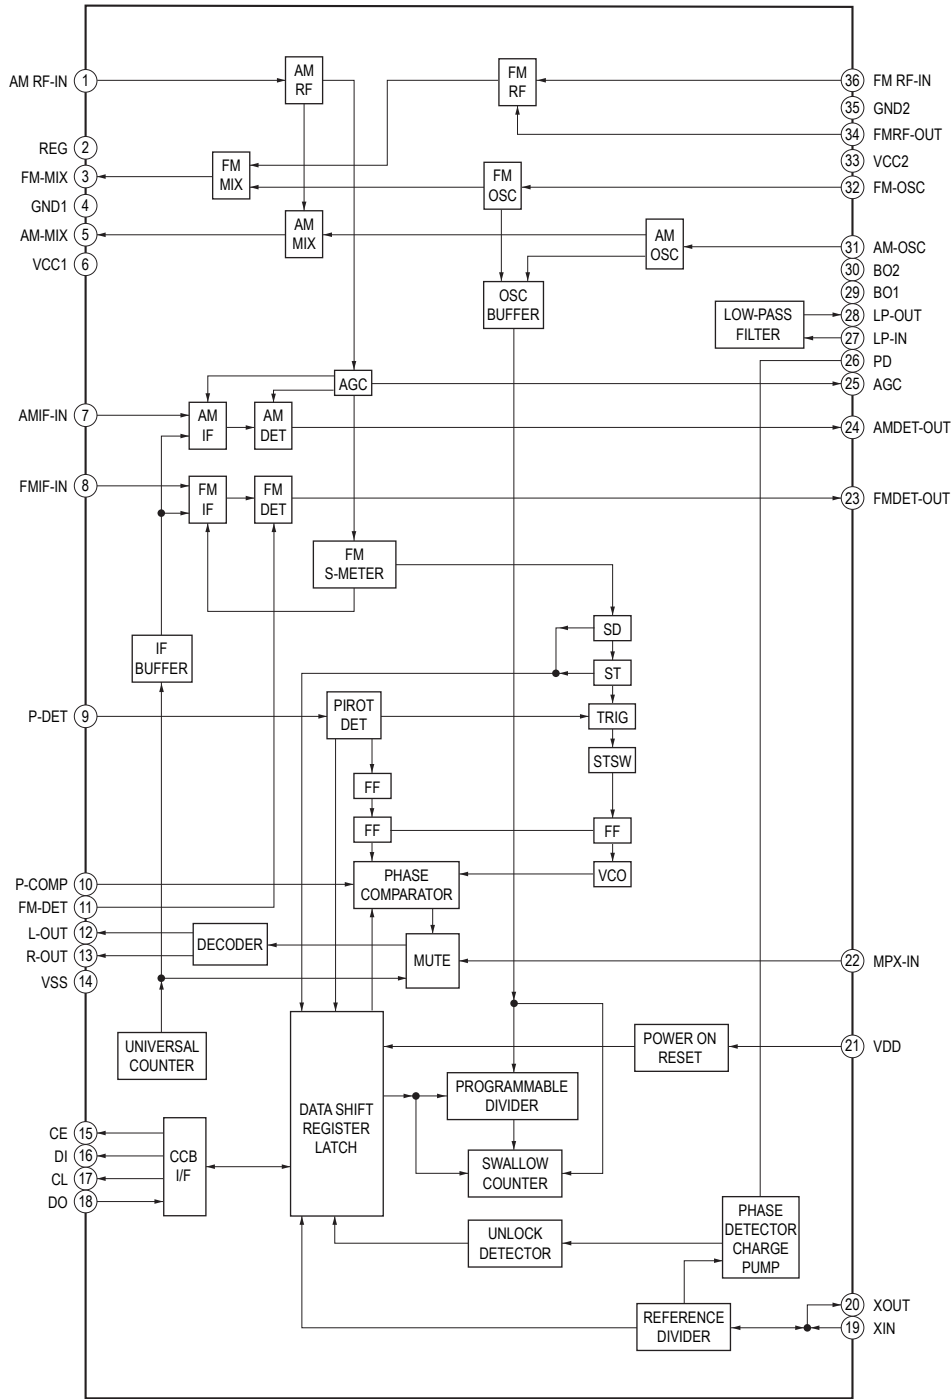 AM RF-IN
1
REG
2
FM-MIX
3
GND1
4
AM-MIX
5
VCC1
6
AMIF-IN
7
FMIF-IN
8
P-DET
9
P-COMP
10
FM-DET
11
L-OUT
12
R-OUT
13
VSS
14
CE
15
DI
16
CL
17
DO
18
36
FM RF-IN
35
GND2
34
FMRF-OUT
33
VCC2
32
FM-OSC
31
AM-OSC
30
BO2
29
BO1
28
LP-OUT
27
LP-IN
26
PD
25
AGC
24
AMDET-OUT
23
FMDET-OUT
22
MPX-IN
21
VDD
20
XOUT
19
XIN
AM
RF
FM
RF
FM
MIX
FM
OSC
AM
MIX
AM
OSC
OSC
BUFFER
LOW-PASS
FILTER
AGC
AM
IF
AM
DET
FM
IF
FM
DET
FM
S-METER
SD
IF
BUFFER
ST
PIROT
DET
TRIG
STSW
FF
FF
FF
PHASE
COMPARATOR
VCO
DECODER
MUTE
UNIVERSAL
COUNTER
POWER ON
RESET
DATA SHIFT
REGISTER
LATCH
PROGRAMMABLE
DIVIDER
CCB
I/F
SWALLOW
COUNTER
UNLOCK
DETECTOR
PHASE
DETECTOR
CHARGE
PUMP
REFERENCE
DIVIDER